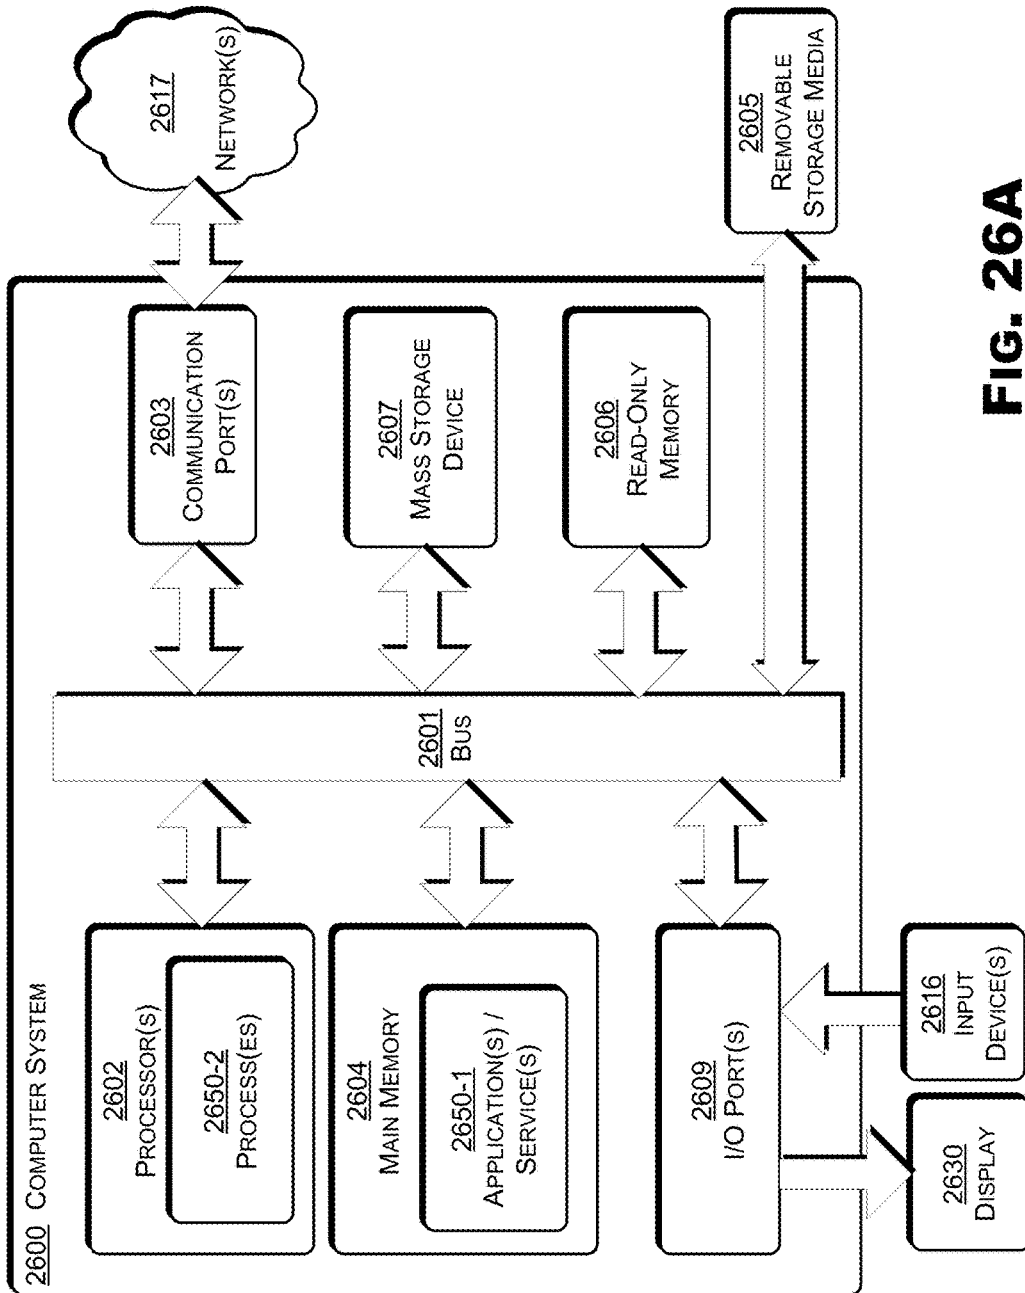 2600 COMPUTER SYSTEM
2602
PROCESSOR(S)
2650-2
PROCESS(ES)
2604
MAIN MEMORY
2650-1
APPLICATION(S) /
SERVICE(S)
2609
I/O PORT(S)
2630
DISPLAY
2616
INPUT
DEVICE(S)
2601
BUS
2603
COMMUNICATION
PORT(S)
2607
MASS STORAGE
DEVICE
2606
READ-ONLY
MEMORY
2617
NETWORK(S)
2605
REMOVABLE
STORAGE MEDIA
FIG. 26A